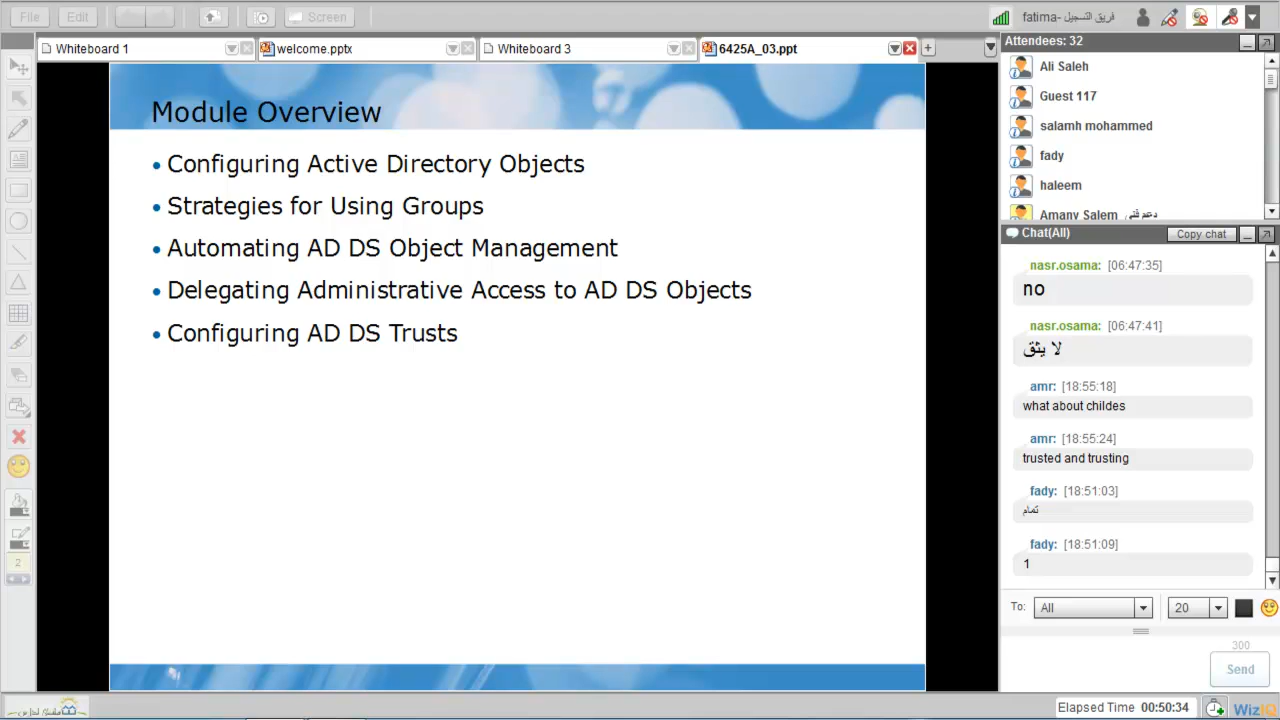 File
Edit
Screen
fatima- فريق التسجيل
Whiteboard 1
welcome.pptx
Whiteboard 3
6425A_03.ppt
Attendees: 32
Ali Saleh
Guest 117
salamh mohammed
fady
haleem
Amany Salem دعم فنى
Module Overview
• Configuring Active Directory Objects
• Strategies for Using Groups
• Automating AD DS Object Management
• Delegating Administrative Access to AD DS Objects
• Configuring AD DS Trusts
Chat(All)
Copy chat
nasr.osama: [06:47:35]
no
nasr.osama: [06:47:41]
لا يثق
amr: [18:55:18]
what about childes
amr: [18:55:24]
trusted and trusting
fady: [18:51:03]
تمام
fady: [18:51:09]
1
To: All
20
300
Send
2
Elapsed Time 00:50:34
WizIQ